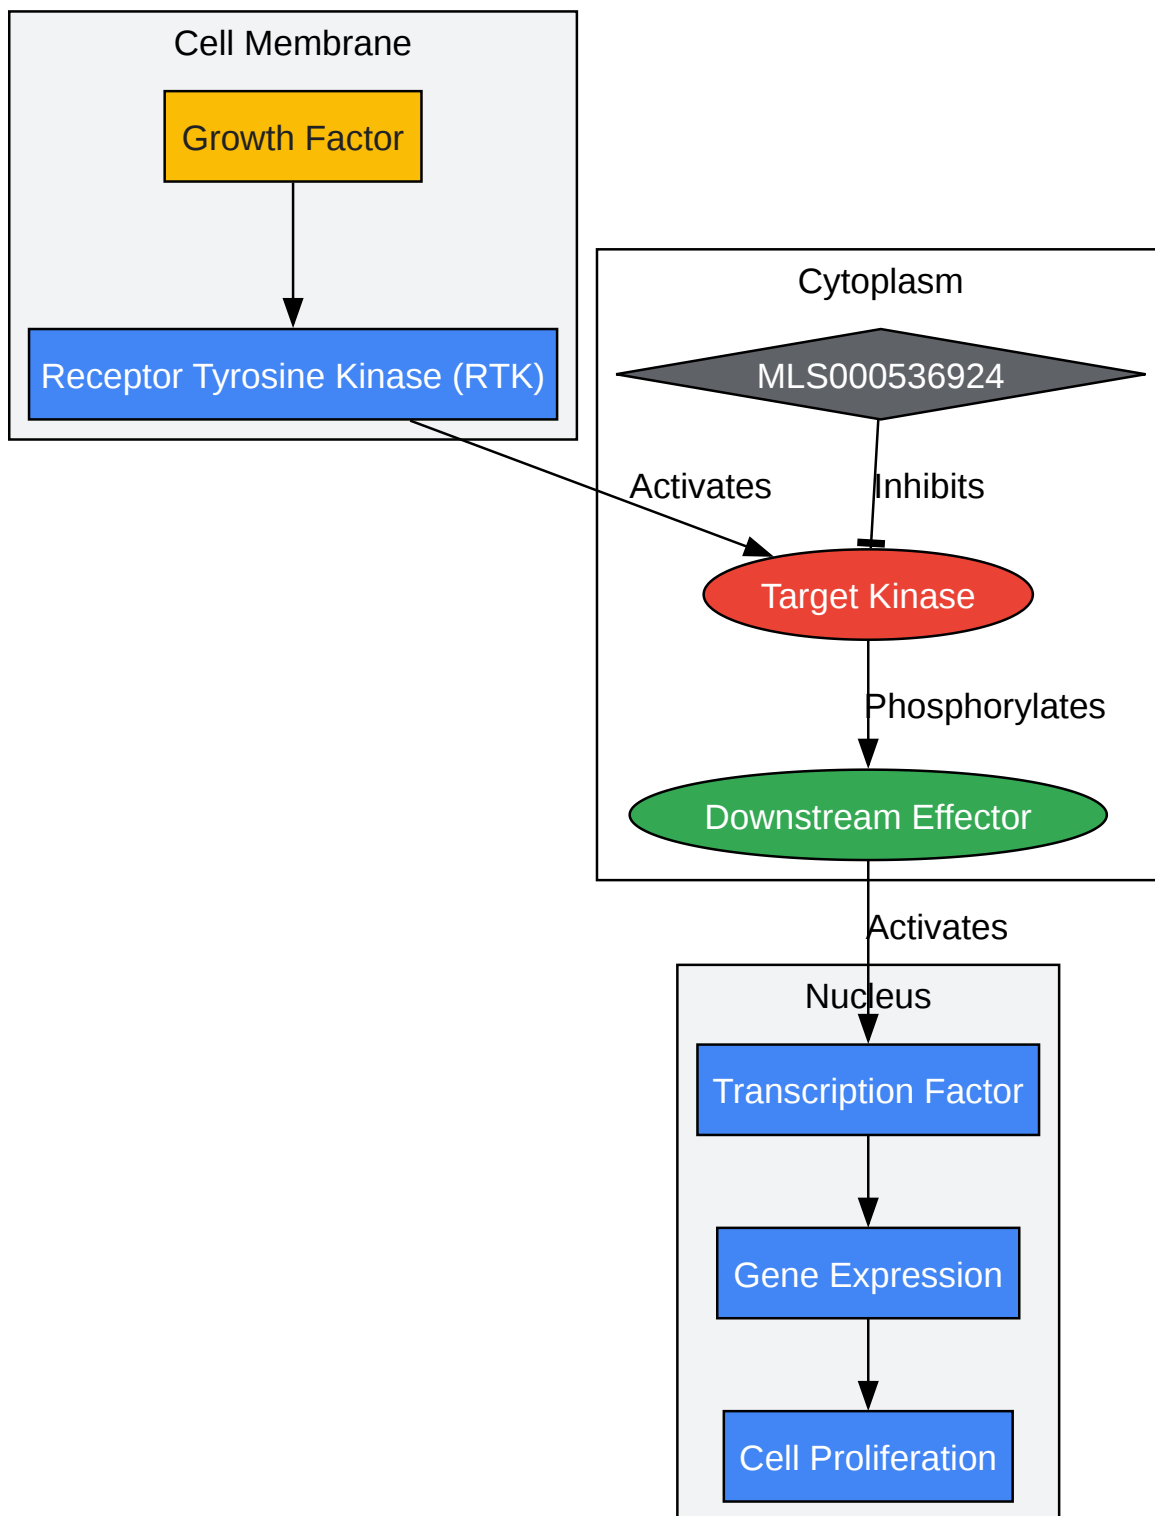 Cell Membrane
Growth Factor
Receptor Tyrosine Kinase (RTK)
Cytoplasm
MLS000536924
Activates
Inhibits
Target Kinase
Phosphorylates
Downstream Effector
Activates
Nucleus
Transcription Factor
Gene Expression
Cell Proliferation